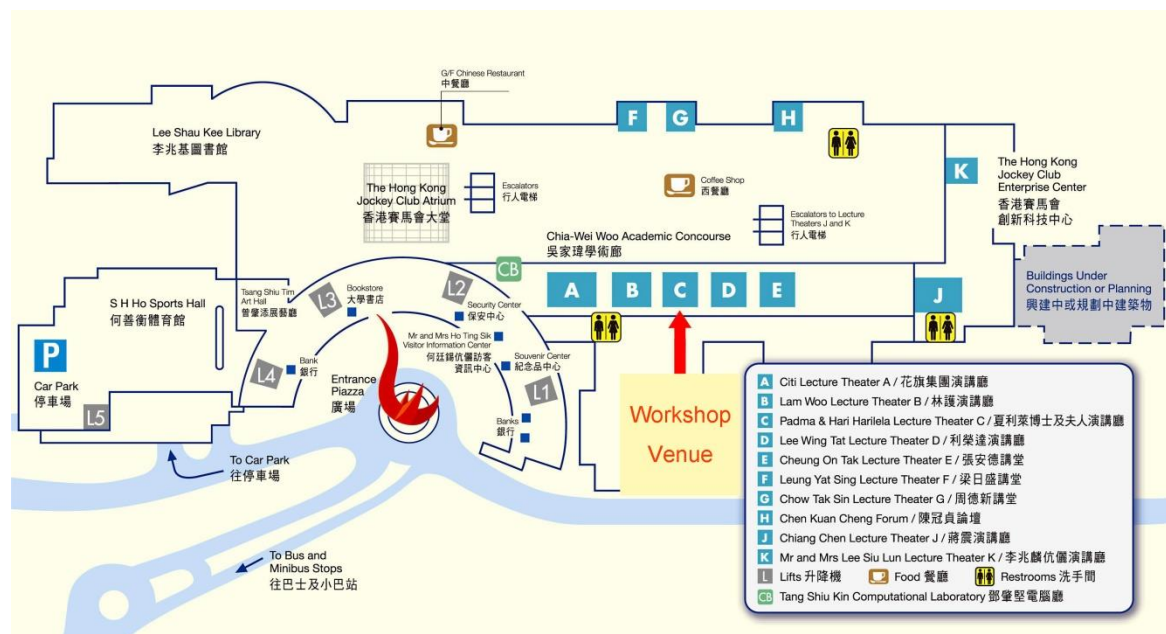 G/F Chinese Restaurant
中餐廳
Lee Shau Kee Library
李兆基圖書館
F
G
H
K
The Hong Kong
Jockey Club
Enterprise Center
香港賽馬會
創新科技中心
The Hong Kong
Jockey Club Atrium
香港賽馬會大堂
Escalators
行人電梯
Coffee Shop
西餐廳
Escalators to Lecture
Theaters J and K
行人電梯
Chia-Wei Woo Academic Concourse
吳家瑋學術廊
CB
A
B
C
D
E
J
Buildings Under
Construction or Planning
興建中或規劃中建築物
Tsang Shiu Tim
Art Hall
曾肇添展藝廳
L3
Bookstore
大學書店
L2
Security Center
保安中心
Mr and Mrs Ho Ting Sik
Visitor Information Center
何廷錫伉儷訪客
資訊中心
Souvenir Center
紀念品中心
L1
Banks
銀行
S H Ho Sports Hall
何善衡體育館
P
Car Park
停車場
L5
L4
Bank
銀行
Entrance
Piazza
廣場
To Car Park
往停車場
To Bus and
Minibus Stops
往巴士及小巴站
Workshop
Venue
A Citi Lecture Theater A / 花旗集團演講廳
B Lam Woo Lecture Theater B / 林護演講廳
C Padma & Hari Harilela Lecture Theater C / 夏利萊博士及夫人演講廳
D Lee Wing Tat Lecture Theater D / 利榮達演講廳
E Cheung On Tak Lecture Theater E / 張安德講堂
F Leung Yat Sing Lecture Theater F / 梁日盛講堂
G Chow Tak Sin Lecture Theater G / 周德新講堂
H Chen Kuan Cheng Forum / 陳冠貞論壇
J Chiang Chen Lecture Theater J / 蔣震演講廳
K Mr and Mrs Lee Siu Lun Lecture Theater K / 李兆麟伉儷演講廳
L Lifts 升降機 Food 餐廳 Restrooms 洗手間
CB Tang Shiu Kin Computational Laboratory 鄧肇堅電腦廳